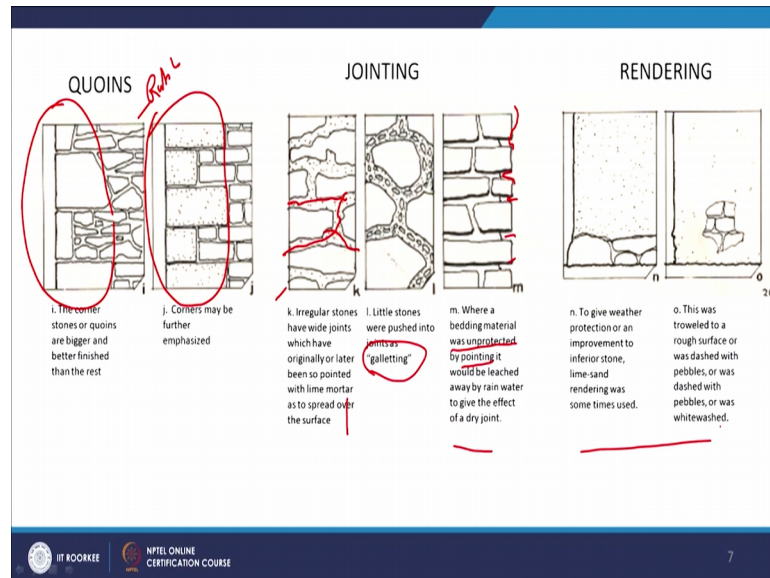 QUOINS
JOINTING
RENDERING
i
j
k
l
m
n
o
i. The corner
stones or quoins
are bigger and
better finished
than the rest
j. Corners may be
further
emphasized
k. Irregular stones
have wide joints
which have
originally or later
been so pointed
with lime mortar
as to spread over
the surface
l. Little stones
were pushed into
joints as
"galletting"
m. Where a
bedding material
was unprotected
by pointing it
would be leached
away by rain water
to give the effect
of a dry joint.
n. To give weather
protection or an
improvement to
inferior stone,
lime-sand
rendering was
some times used.
o. This was
troweled to a
rough surface or
was dashed with
pebbles, or was
dashed with
pebbles, or was
whitewashed.
IIT ROORKEE
NPTEL ONLINE
CERTIFICATION COURSE
7